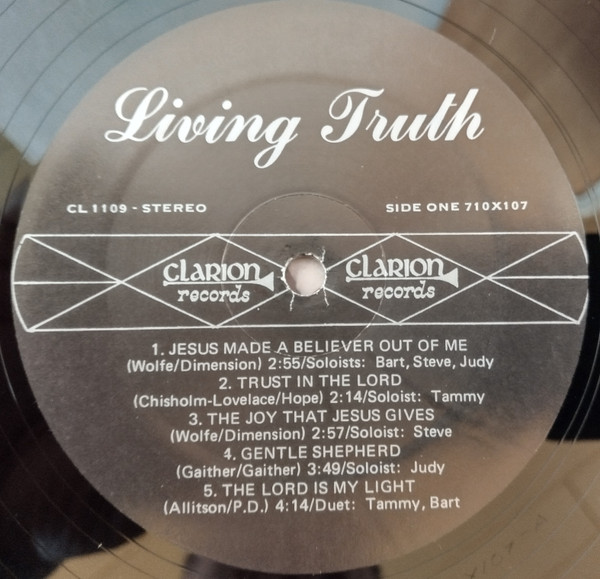 Living Truth
CL 1109 - STEREO
SIDE ONE 710X107
CLARION records
CLARION records
1. JESUS MADE A BELIEVER OUT OF ME
(Wolfe/Dimension) 2:55/Soloists: Bart, Steve, Judy
2. TRUST IN THE LORD
(Chisholm-Lovelace/Hope) 2:14/Soloist: Tammy
3. THE JOY THAT JESUS GIVES
(Wolfe/Dimension) 2:57/Soloist: Steve
4. GENTLE SHEPHERD
(Gaither/Gaither) 3:49/Soloist: Judy
5. THE LORD IS MY LIGHT
(Allitson/P.D.) 4:14/Duet: Tammy, Bart